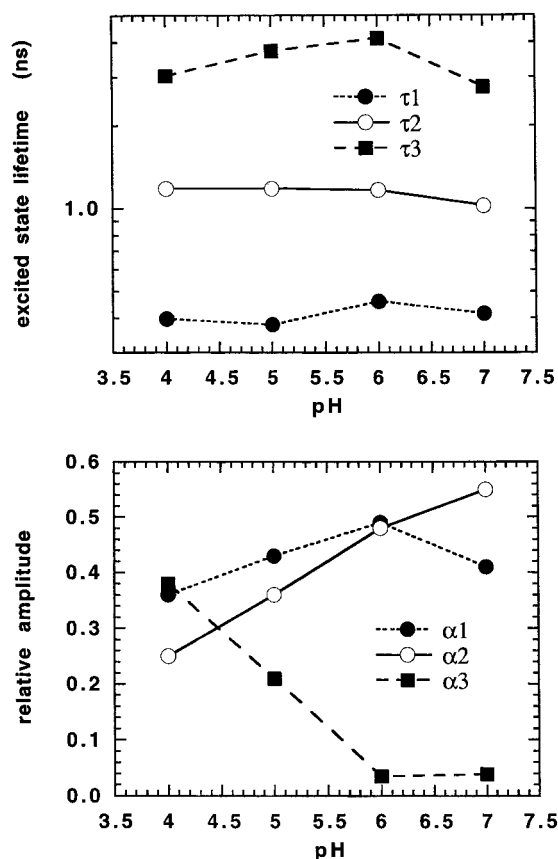 excited state lifetime (ns)
1.0
τ1
τ2
τ3
3.5 4 4.5 5 5.5 6 6.5 7 7.5
pH
relative amplitude
0.6
0.5
0.4
0.3
0.2
0.1
0.0
α1
α2
α3
3.5 4 4.5 5 5.5 6 6.5 7 7.5
pH